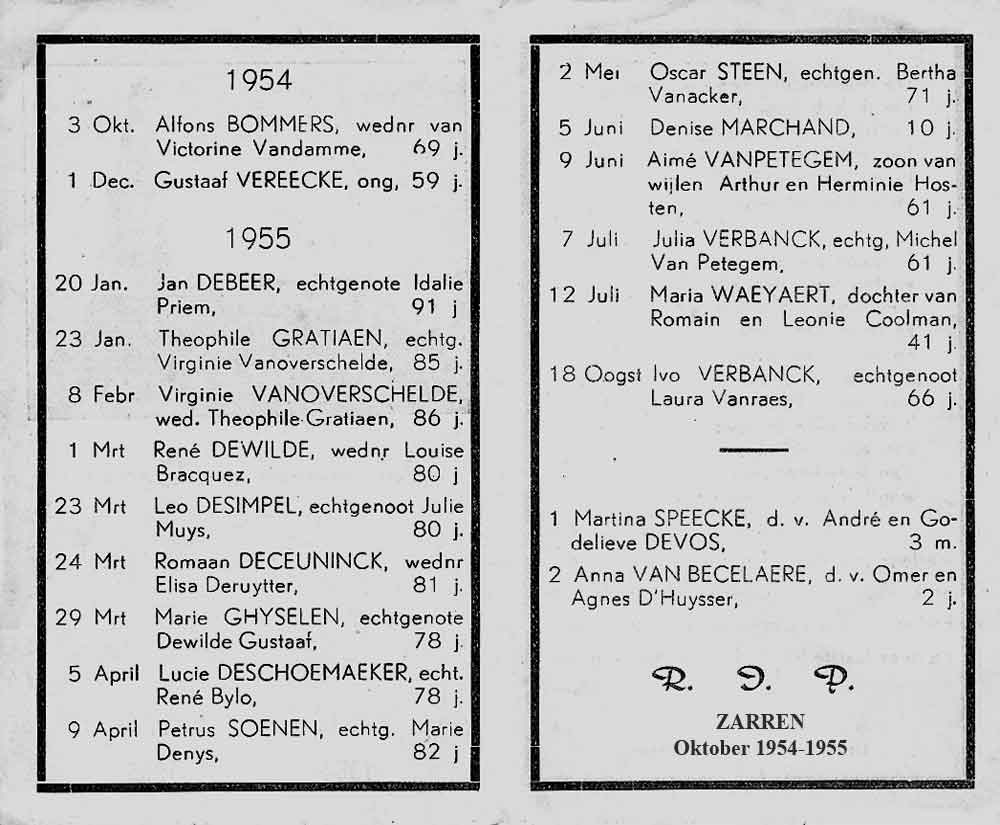 1954
3 Okt. Alfons BOMMERS, wednr van
Victorine Vandamme, 69 j.
1 Dec. Gustaaf VEREECKE, ong, 59 j.
1955
20 Jan. Jan DEBEER, echtgenote Idalie
Priem, 91 j
23 Jan. Theophile GRATIAEN, echtg.
Virginie Vanoverschelde, 85 j.
8 Febr Virginie VANOVERSCHELDE,
wed. Theophile Gratiaen, 86 j.
1 Mrt René DEWILDE, wednr Louise
Bracquez, 80 j
23 Mrt Leo DESIMPEL, echtgenoot Julie
Muys, 80 j.
24 Mrt Romaan DECEUNINCK, wednr
Elisa Deruytter, 81 j.
29 Mrt Marie GHYSELEN, echtgenote
Dewilde Gustaaf, 78 j.
5 April Lucie DESCHOEMAEKER, echt.
René Bylo, 78 j.
9 April Petrus SOENEN, echtg. Marie
Denys, 82 j
2 Mei Oscar STEEN, echtgen. Bertha
Vanacker, 71 j.
5 Juni Denise MARCHAND, 10 j.
9 Juni Aimé VANPETEGEM, zoon van
wijlen Arthur en Herminie Hos-
ten, 61 j.
7 Juli Julia VERBANCK, echtg, Michel
Van Petegem, 61 j.
12 Juli Maria WAEYAERT, dochter van
Romain en Leonie Coolman,
41 j.
18 Oogst Ivo VERBANCK, echtgenoot
Laura Vanraes, 66 j.
1 Martina SPEECKE, d. v. André en Go-
delieve DEVOS, 3 m.
2 Anna VAN BECELAERE, d. v. Omer en
Agnes D'Huysser, 2 j.
R. I. P.
ZARREN
Oktober 1954-1955